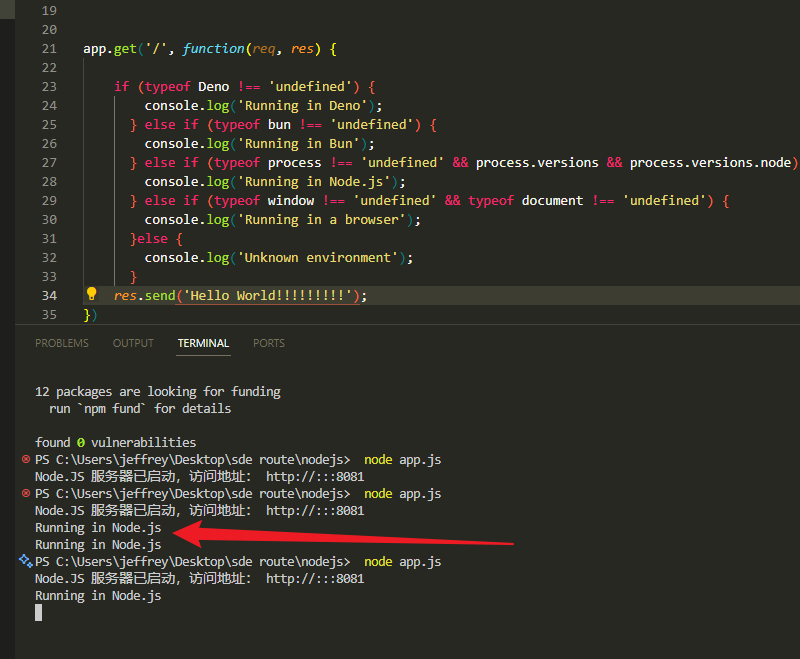 19
20
21 app.get('/', function(req, res) {
22
23 if (typeof Deno !== 'undefined') {
24 console.log('Running in Deno');
25 } else if (typeof bun !== 'undefined') {
26 console.log('Running in Bun');
27 } else if (typeof process !== 'undefined' && process.versions && process.versions.node)
28 console.log('Running in Node.js');
29 } else if (typeof window !== 'undefined' && typeof document !== 'undefined') {
30 console.log('Running in a browser');
31 }else {
32 console.log('Unknown environment');
33 }
34 res.send('Hello World!!!!!!!!!');
35 })
PROBLEMS OUTPUT TERMINAL PORTS
12 packages are looking for funding
run `npm fund` for details
found 0 vulnerabilities
PS C:\Users\jeffrey\Desktop\sde route\nodejs> node app.js
Node.JS 服务器已启动，访问地址： http://:::8081
PS C:\Users\jeffrey\Desktop\sde route\nodejs> node app.js
Node.JS 服务器已启动，访问地址： http://:::8081
Running in Node.js
Running in Node.js
PS C:\Users\jeffrey\Desktop\sde route\nodejs> node app.js
Node.JS 服务器已启动，访问地址： http://:::8081
Running in Node.js